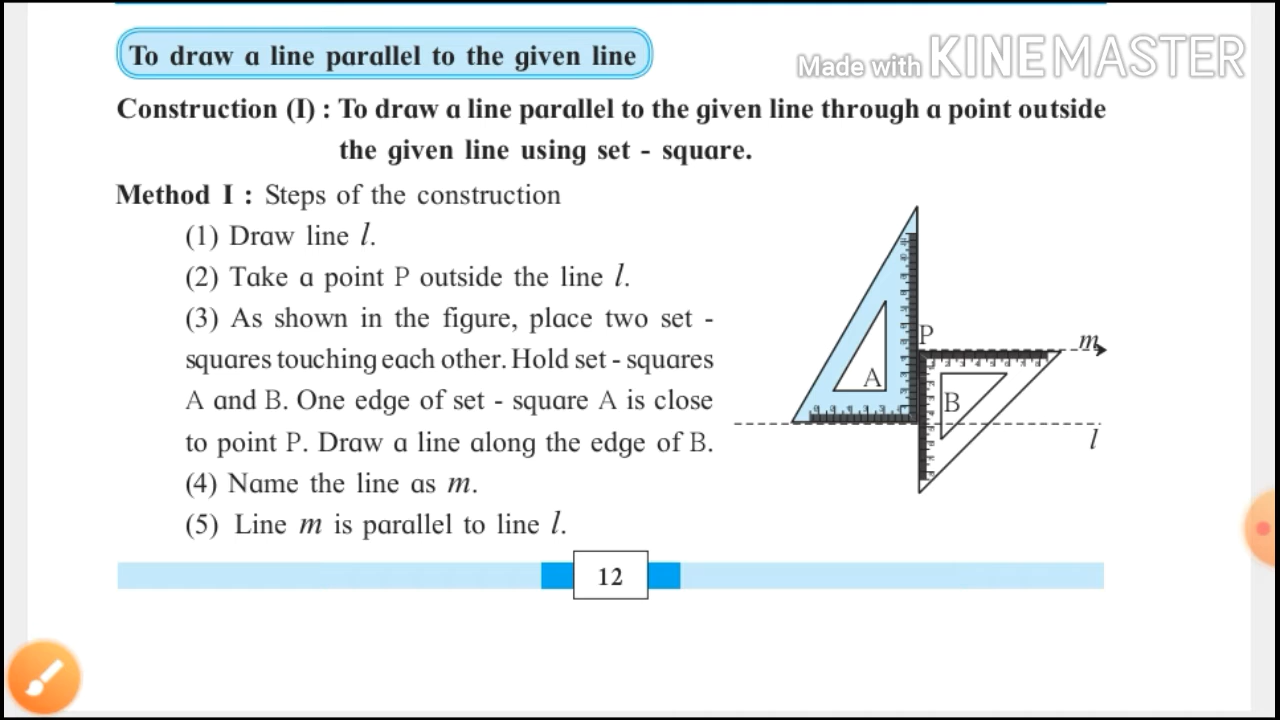 To draw a line parallel to the given line
Made with KINEMASTER
Construction (I) : To draw a line parallel to the given line through a point outside
the given line using set - square.
Method I : Steps of the construction
(1) Draw line l.
(2) Take a point P outside the line l.
(3) As shown in the figure, place two set -
squares touching each other. Hold set - squares
A and B. One edge of set - square A is close
to point P. Draw a line along the edge of B.
(4) Name the line as m.
(5) Line m is parallel to line l.
P
m
A
B
l
12